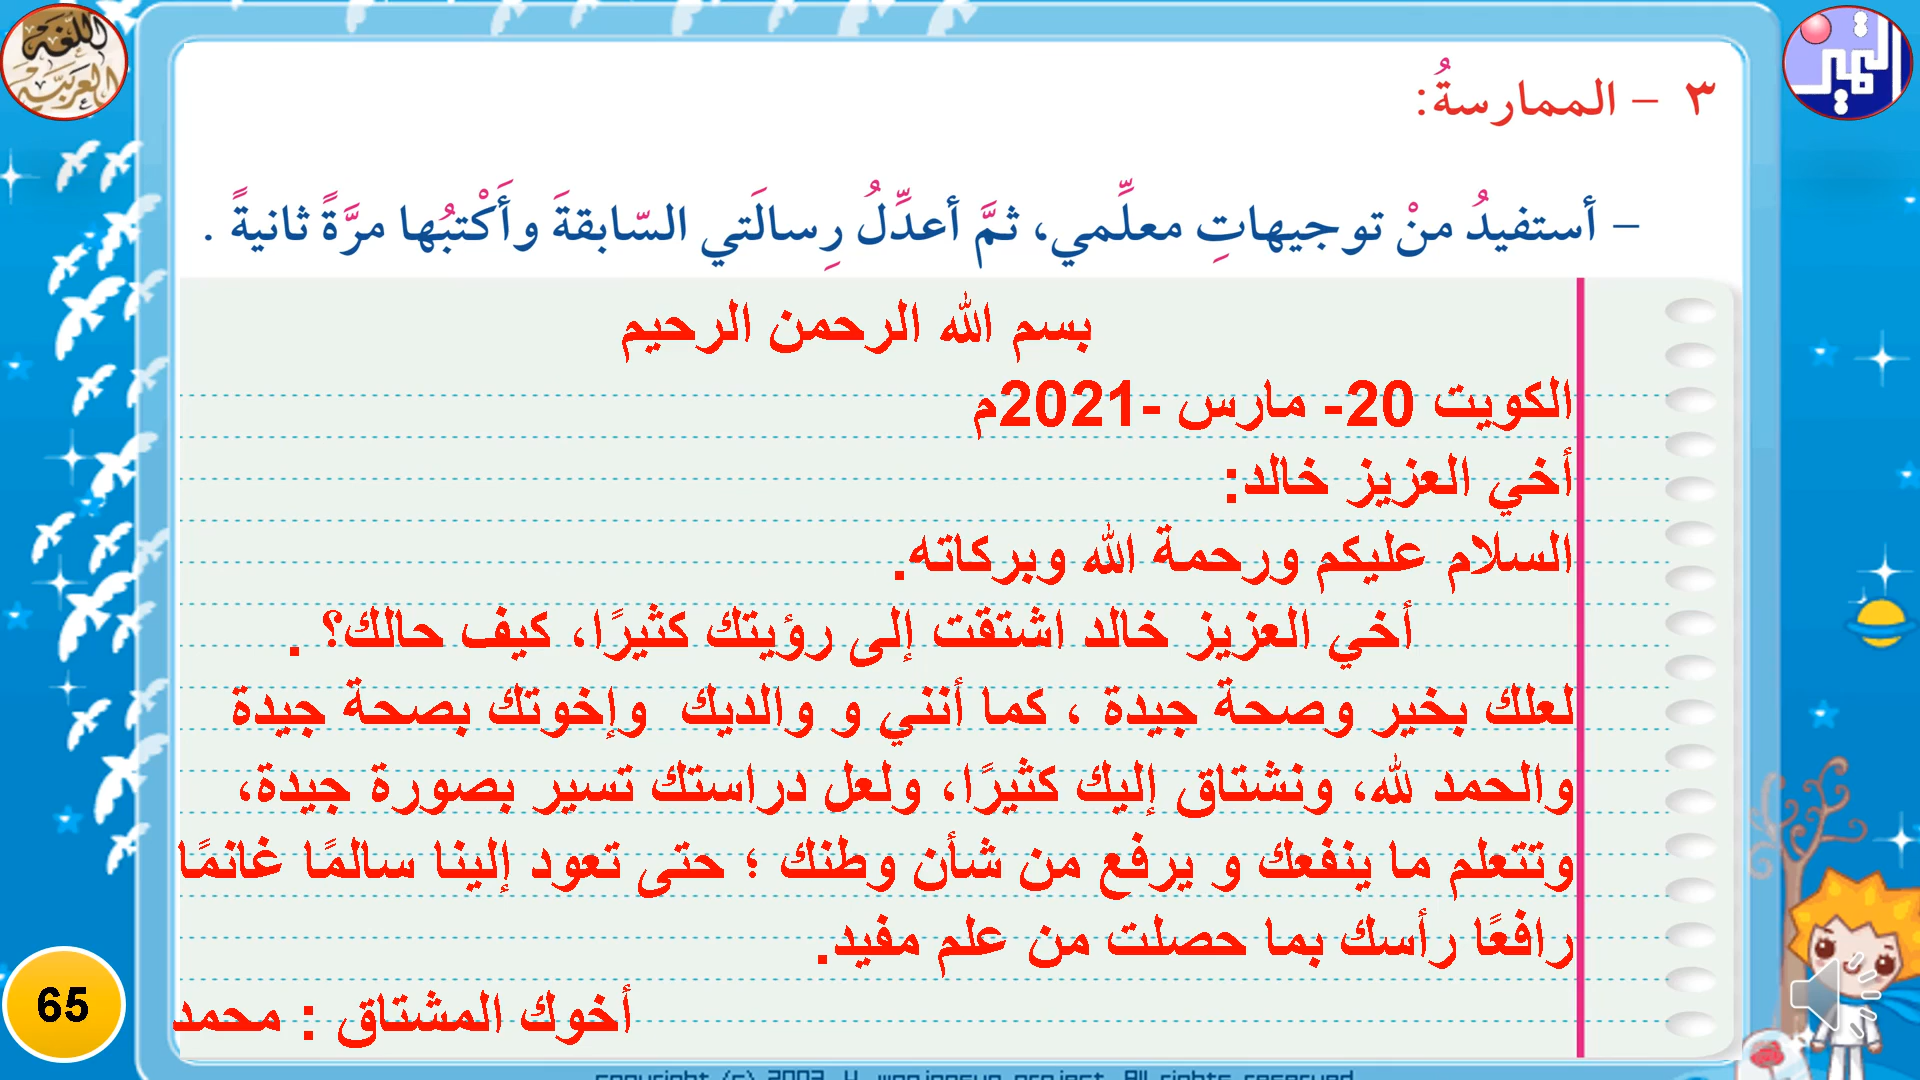 اللغة العربية
التميز
٣ - الممارسةُ:
- أستفيدُ منْ توجيهاتِ معلِّمي، ثمَّ أعدِّلُ رِسالَتي السّابقةَ وأَكْتبُها مرَّةً ثانيةً .
بسم الله الرحمن الرحيم
الكويت 20- مارس -2021م
أخي العزيز خالد:
السلام عليكم ورحمة الله وبركاته.
أخي العزيز خالد اشتقت إلى رؤيتك كثيرًا، كيف حالك؟ .
لعلك بخير وصحة جيدة ، كما أنني و والديك وإخوتك بصحة جيدة
والحمد لله، ونشتاق إليك كثيرًا، ولعل دراستك تسير بصورة جيدة،
وتتعلم ما ينفعك و يرفع من شأن وطنك ؛ حتى تعود إلينا سالمًا غانمًا
رافعًا رأسك بما حصلت من علم مفيد.
أخوك المشتاق : محمد
65